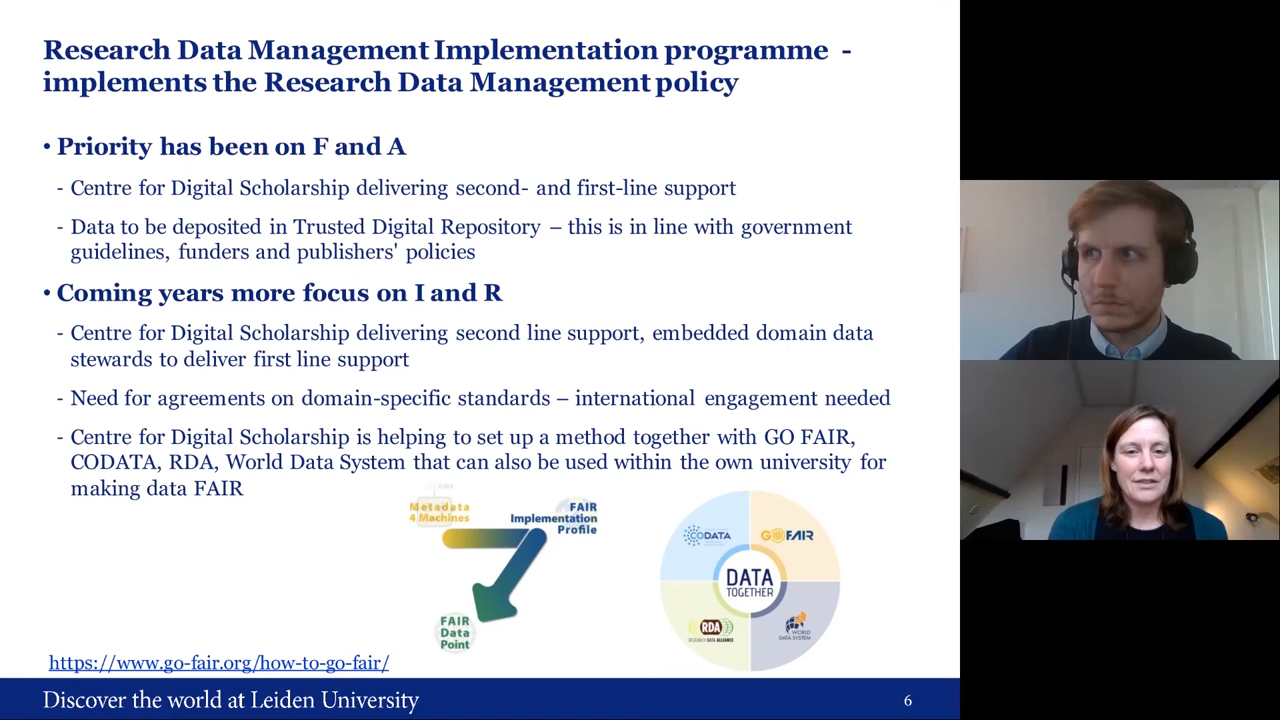 Research Data Management Implementation programme -
implements the Research Data Management policy
• Priority has been on F and A
- Centre for Digital Scholarship delivering second- and first-line support
- Data to be deposited in Trusted Digital Repository – this is in line with government
guidelines, funders and publishers' policies
• Coming years more focus on I and R
- Centre for Digital Scholarship delivering second line support, embedded domain data
stewards to deliver first line support
- Need for agreements on domain-specific standards – international engagement needed
- Centre for Digital Scholarship is helping to set up a method together with GO FAIR,
CODATA, RDA, World Data System that can also be used within the own university for
making data FAIR
Metadata
4 Machines
FAIR
Implementation
Profile
FAIR
Data
Point
CODATA
GO FAIR
DATA
TOGETHER
RDA
RESEARCH DATA ALLIANCE
WORLD
DATA SYSTEM
https://www.go-fair.org/how-to-go-fair/
Discover the world at Leiden University
6